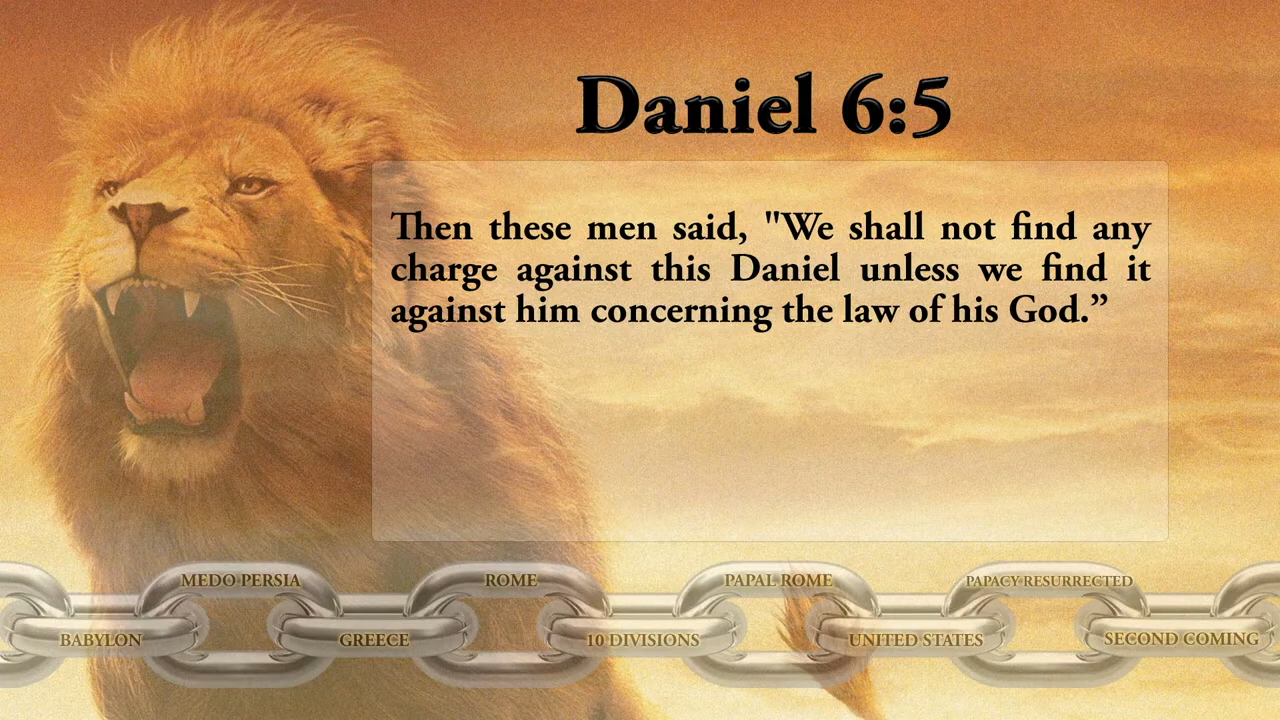 Daniel 6:5
Then these men said, "We shall not find any
charge against this Daniel unless we find it
against him concerning the law of his God.”
MEDO PERSIA
ROME
PAPAL ROME
PAPACY RESURRECTED
BABYLON
GREECE
10 DIVISIONS
UNITED STATES
SECOND COMING